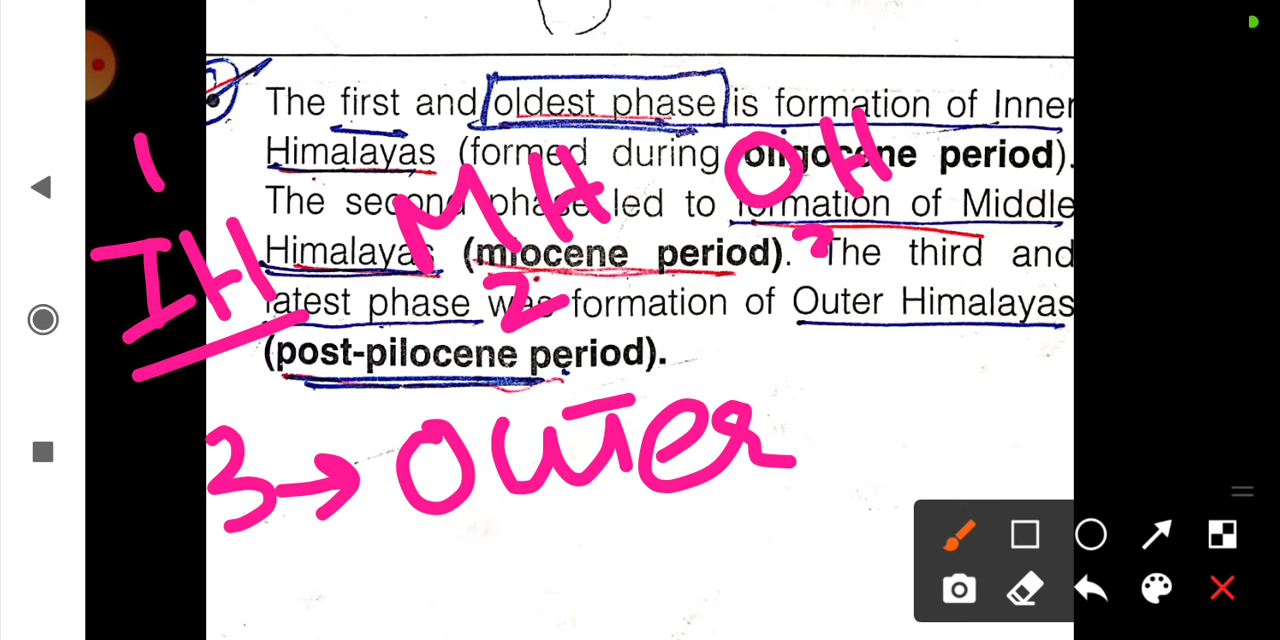 The first and oldest phase is formation of Inner
Himalayas (formed during oligocene period).
The second phase led to formation of Middle
Himalayas (miocene period). The third and
latest phase was formation of Outer Himalayas
(post-pilocene period).
1
IH
MH
2
OH
3
3 → OUTER